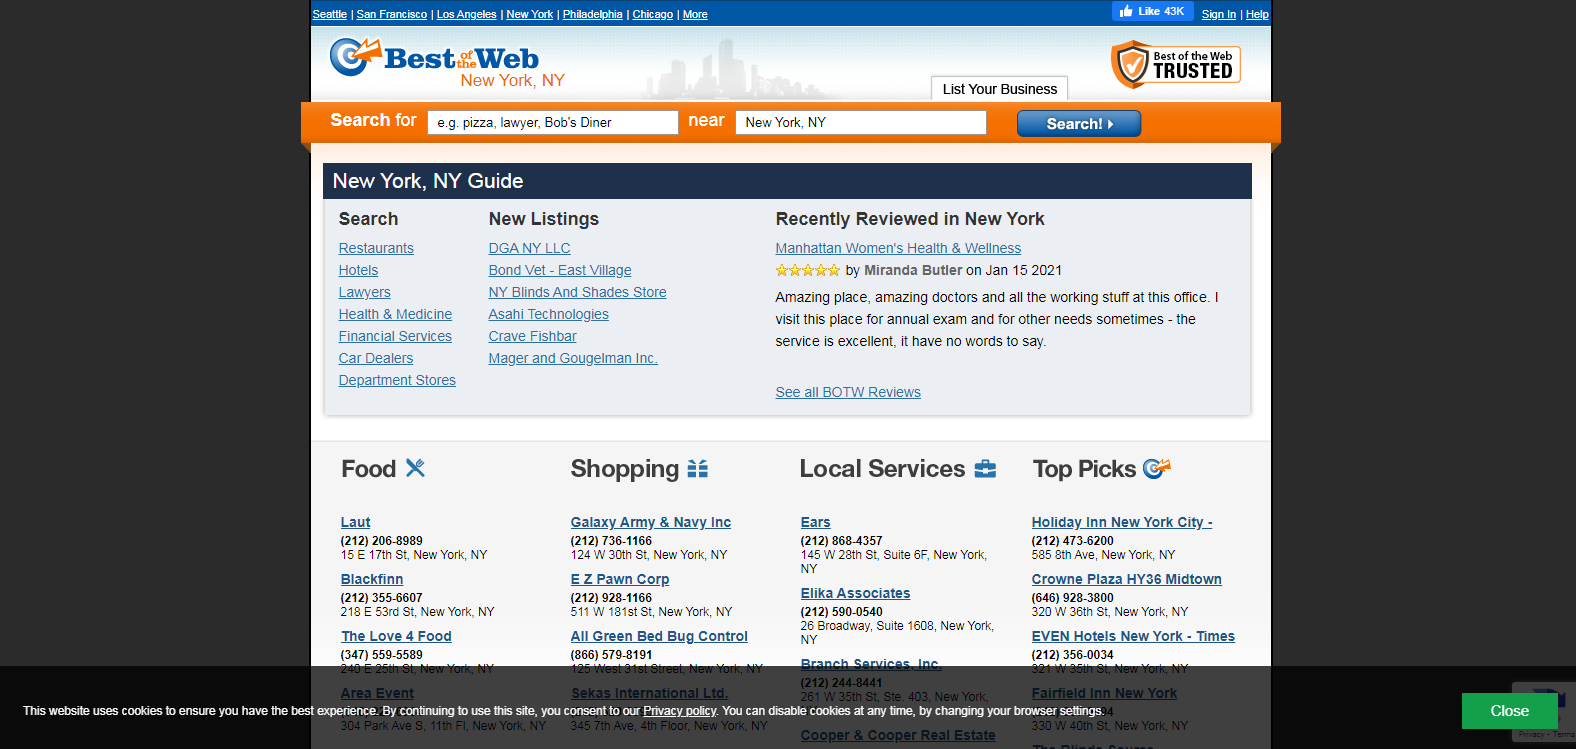 Seattle | San Francisco | Los Angeles | New York | Philadelphia | Chicago | More
Like 43K
Sign In | Help
Best of the Web
New York, NY
List Your Business
Best of the Web
TRUSTED
Search for
e.g. pizza, lawyer, Bob's Diner
near
New York, NY
Search!
New York, NY Guide
Search
Restaurants
Hotels
Lawyers
Health & Medicine
Financial Services
Car Dealers
Department Stores
New Listings
DGA NY LLC
Bond Vet - East Village
NY Blinds And Shades Store
Asahi Technologies
Crave Fishbar
Mager and Gougelman Inc.
Recently Reviewed in New York
Manhattan Women's Health & Wellness
by Miranda Butler on Jan 15 2021
Amazing place, amazing doctors and all the working stuff at this office. I
visit this place for annual exam and for other needs sometimes - the
service is excellent, it have no words to say.
See all BOTW Reviews
Food
Laut
(212) 206-8989
15 E 17th St, New York, NY
Blackfinn
(212) 355-6607
218 E 53rd St, New York, NY
The Love 4 Food
(347) 559-5589
240 E 25th St, New York, NY
Area Event
304 Park Ave S, 11th Fl, New York, NY
Shopping
Galaxy Army & Navy Inc
(212) 736-1166
124 W 30th St, New York, NY
E Z Pawn Corp
(212) 928-1166
511 W 181st St, New York, NY
All Green Bed Bug Control
(866) 579-8191
125 West 31st Street, New York, NY
Sekas International Ltd.
345 7th Ave, 4th Floor, New York, NY
Local Services
Ears
(212) 868-4357
145 W 28th St, Suite 6F, New York,
NY
Elika Associates
(212) 590-0540
26 Broadway, Suite 1608, New York,
NY
Branch Services, Inc.
(212) 244-8441
261 W 35th St, Ste. 403, New York,
Cooper & Cooper Real Estate
Top Picks
Holiday Inn New York City -
(212) 473-6200
585 8th Ave, New York, NY
Crowne Plaza HY36 Midtown
(646) 928-3800
320 W 36th St, New York, NY
EVEN Hotels New York - Times
(212) 356-0034
321 W 35th St, New York, NY
Fairfield Inn New York
330 W 40th St, New York, NY
The Blinds Source
This website uses cookies to ensure you have the best experience. By continuing to use this site, you consent to our Privacy policy. You can disable cookies at any time, by changing your browser settings.
Close
Privacy - Terms